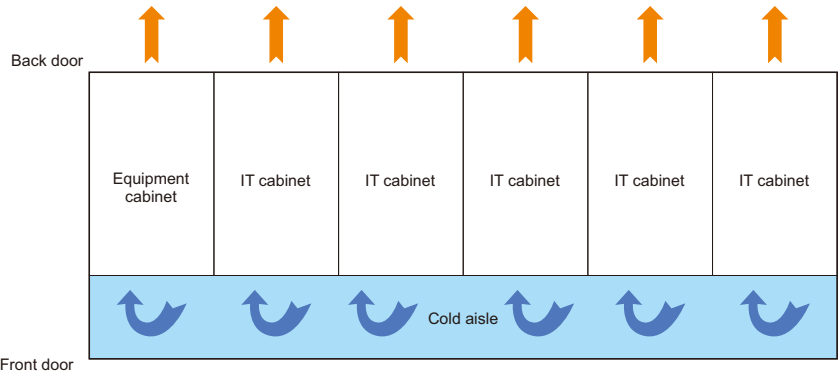 Back door
Equipment
cabinet
IT cabinet
IT cabinet
IT cabinet
IT cabinet
IT cabinet
Cold aisle
Front door